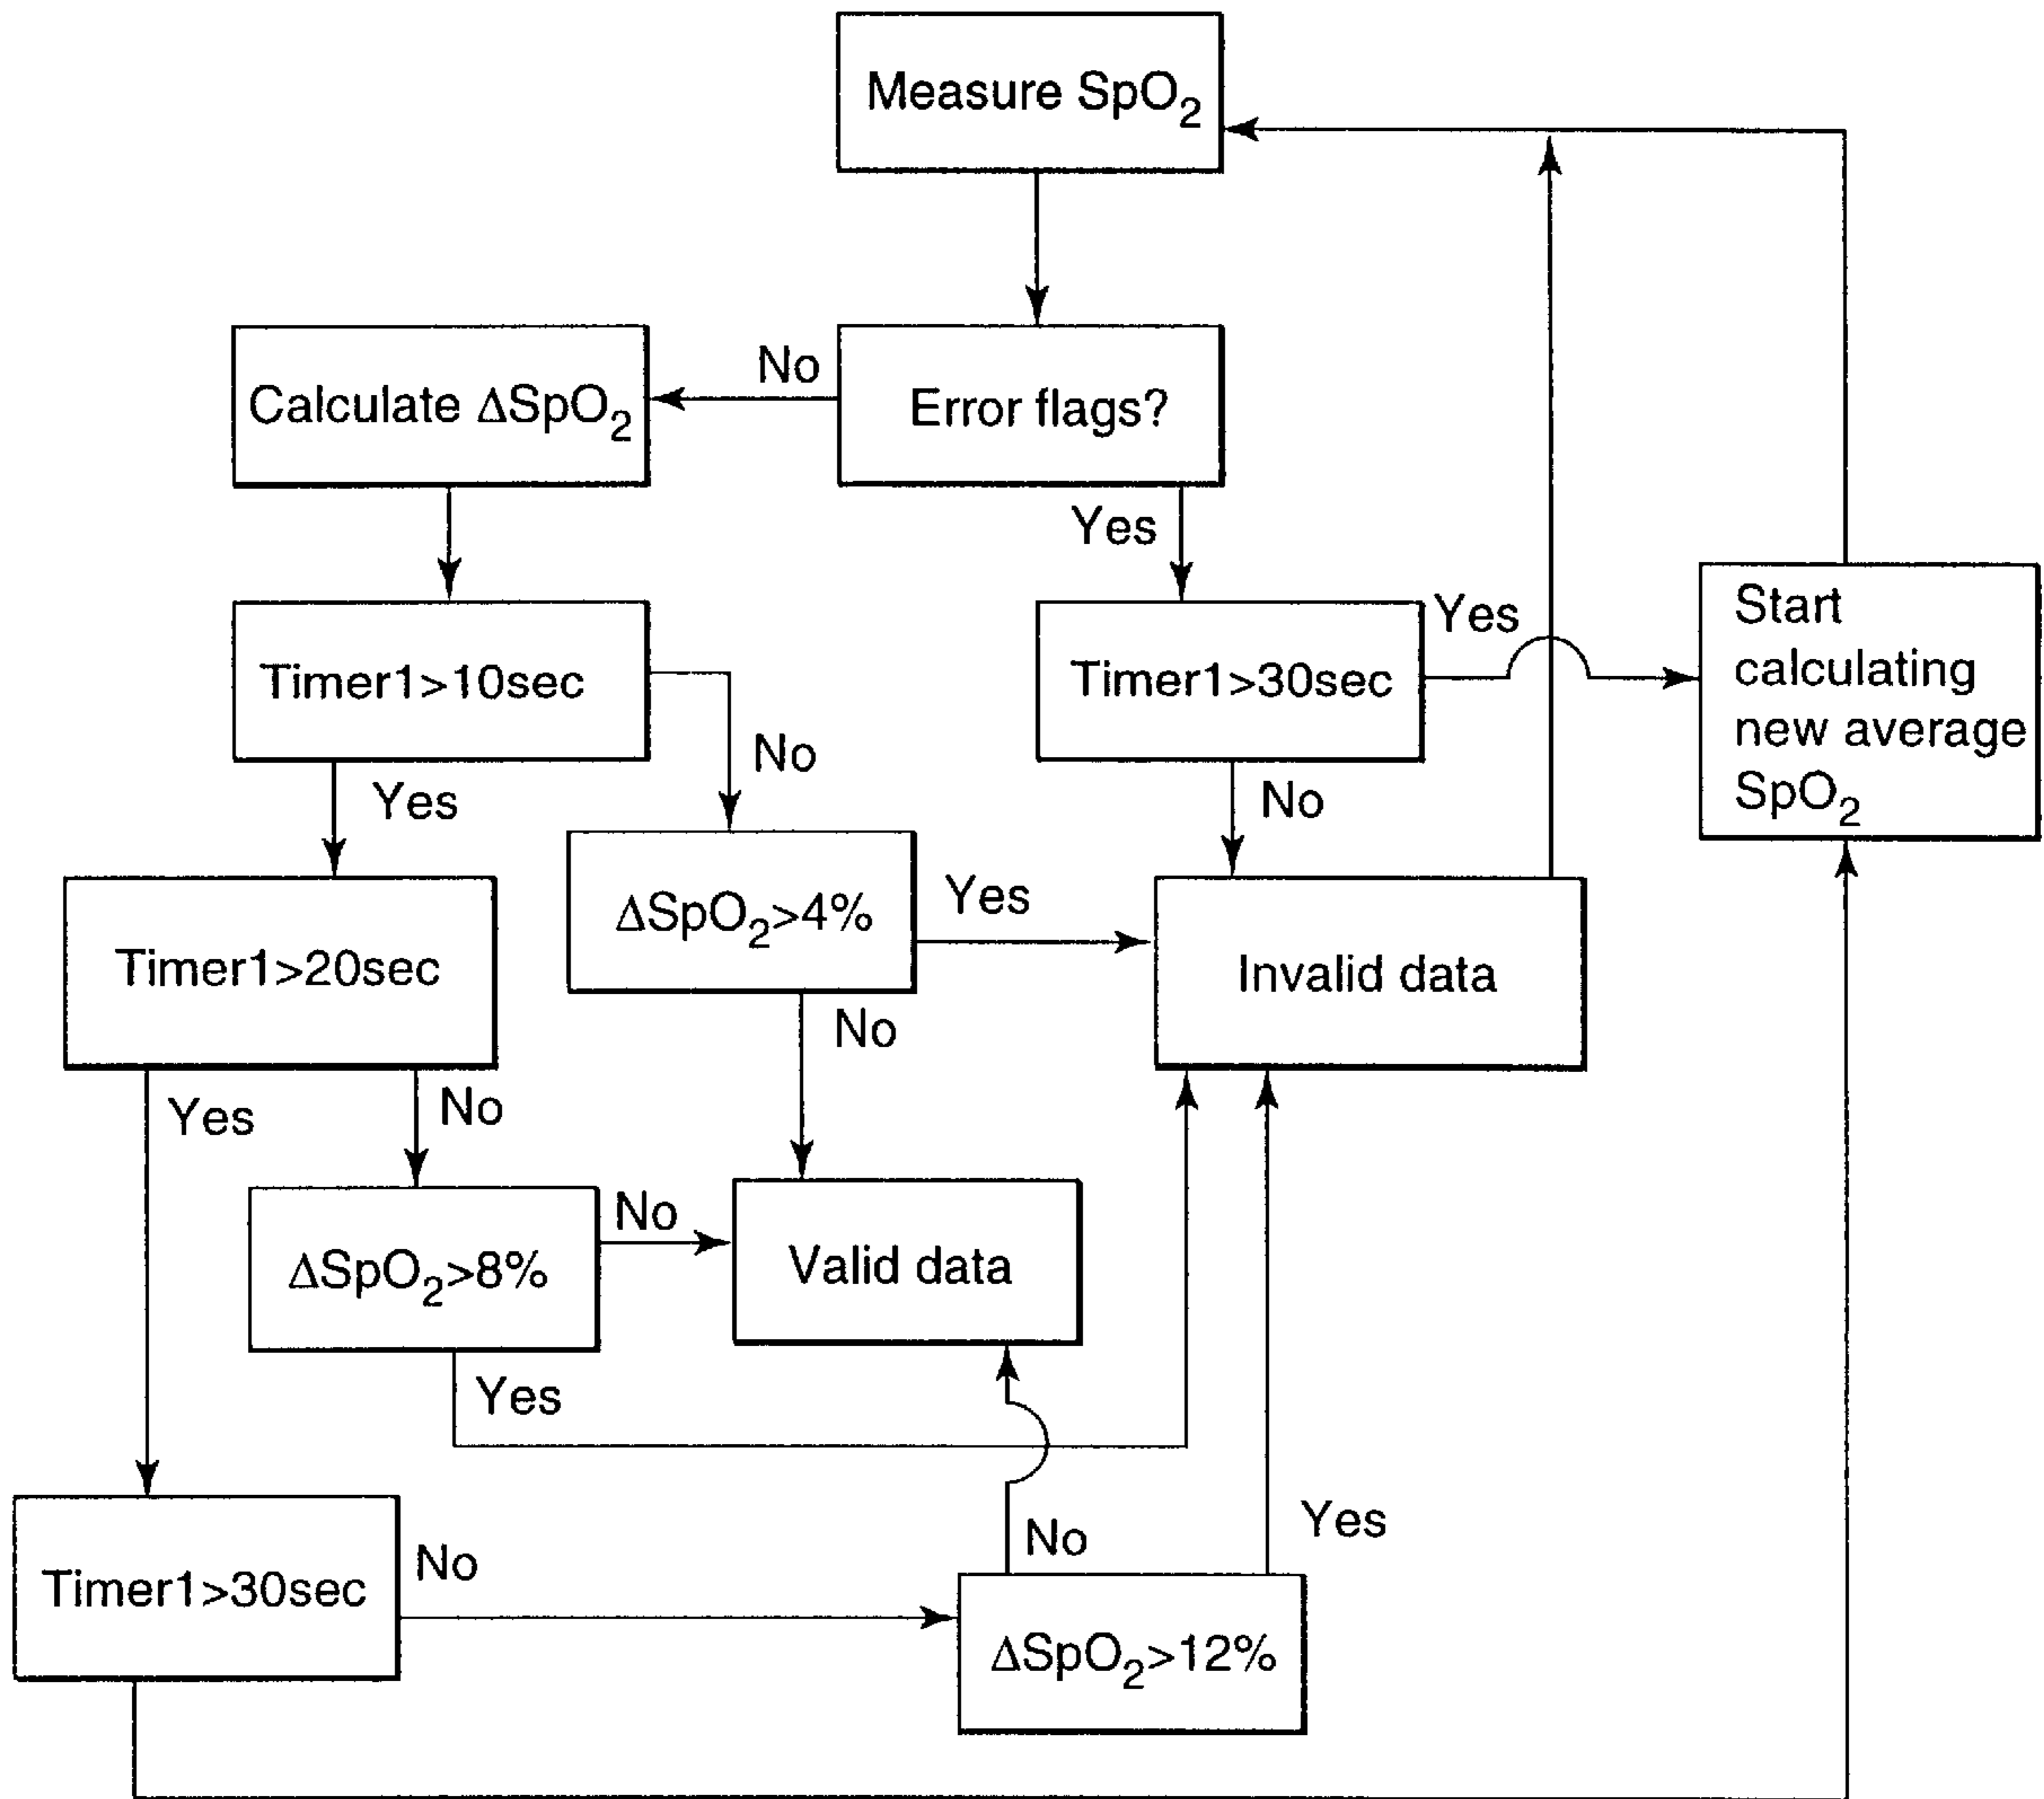 Measure SpO₂
No
Calculate ΔSpO₂
Error flags?
Yes
Timer1>10sec
No
Yes
Timer1>30sec
Yes
No
Start
calculating
new average
SpO₂
Timer1>20sec
ΔSpO₂>4%
Yes
No
Invalid data
Yes
No
ΔSpO₂>8%
No
Yes
Valid data
Timer1>30sec
No
No
Yes
ΔSpO₂>12%